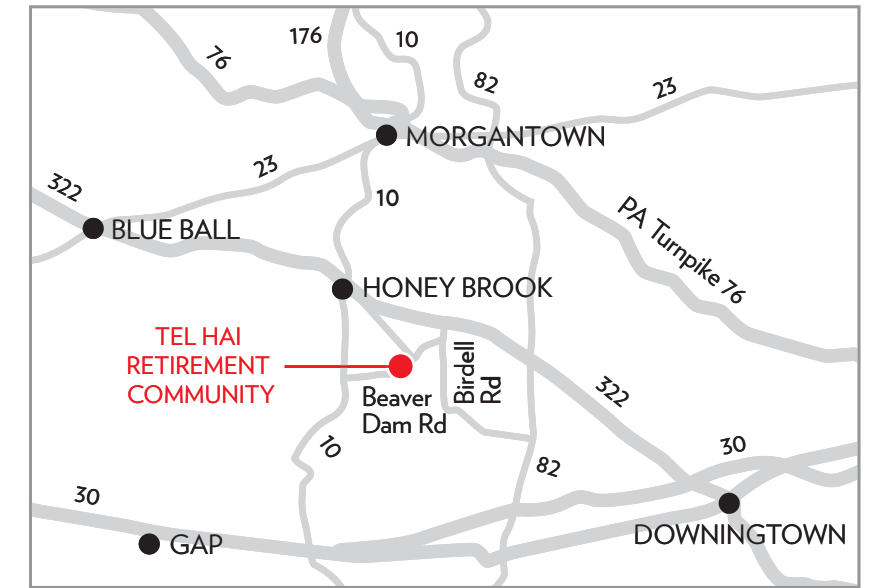 176
10
76
82
23
MORGANTOWN
23
322
10
BLUE BALL
PA Turnpike 76
HONEY BROOK
TEL HAI
RETIREMENT
COMMUNITY
Birdell
Rd
Beaver
Dam Rd
322
10
30
82
30
DOWNINGTOWN
GAP